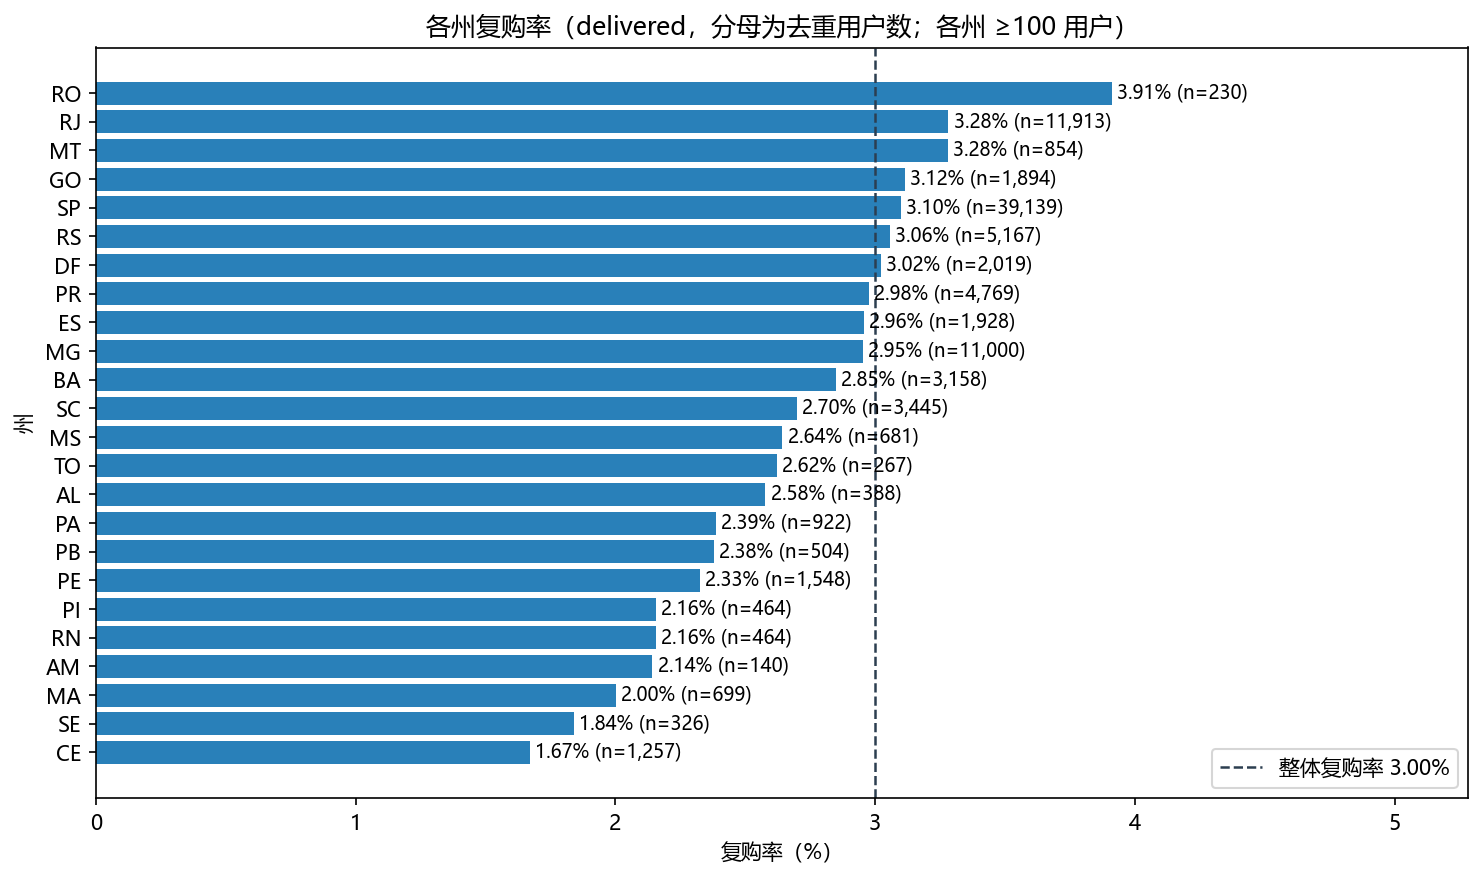 各州复购率（delivered，分母为去重用户数；各州 ≥100 用户）
州
RO 3.91% (n=230)
RJ 3.28% (n=11,913)
MT 3.28% (n=854)
GO 3.12% (n=1,894)
SP 3.10% (n=39,139)
RS 3.06% (n=5,167)
DF 3.02% (n=2,019)
PR 2.98% (n=4,769)
ES 2.96% (n=1,928)
MG 2.95% (n=11,000)
BA 2.85% (n=3,158)
SC 2.70% (n=3,445)
MS 2.64% (n=681)
TO 2.62% (n=267)
AL 2.58% (n=388)
PA 2.39% (n=922)
PB 2.38% (n=504)
PE 2.33% (n=1,548)
PI 2.16% (n=464)
RN 2.16% (n=464)
AM 2.14% (n=140)
MA 2.00% (n=699)
SE 1.84% (n=326)
CE 1.67% (n=1,257)
整体复购率 3.00%
0 1 2 3 4 5
复购率（%）